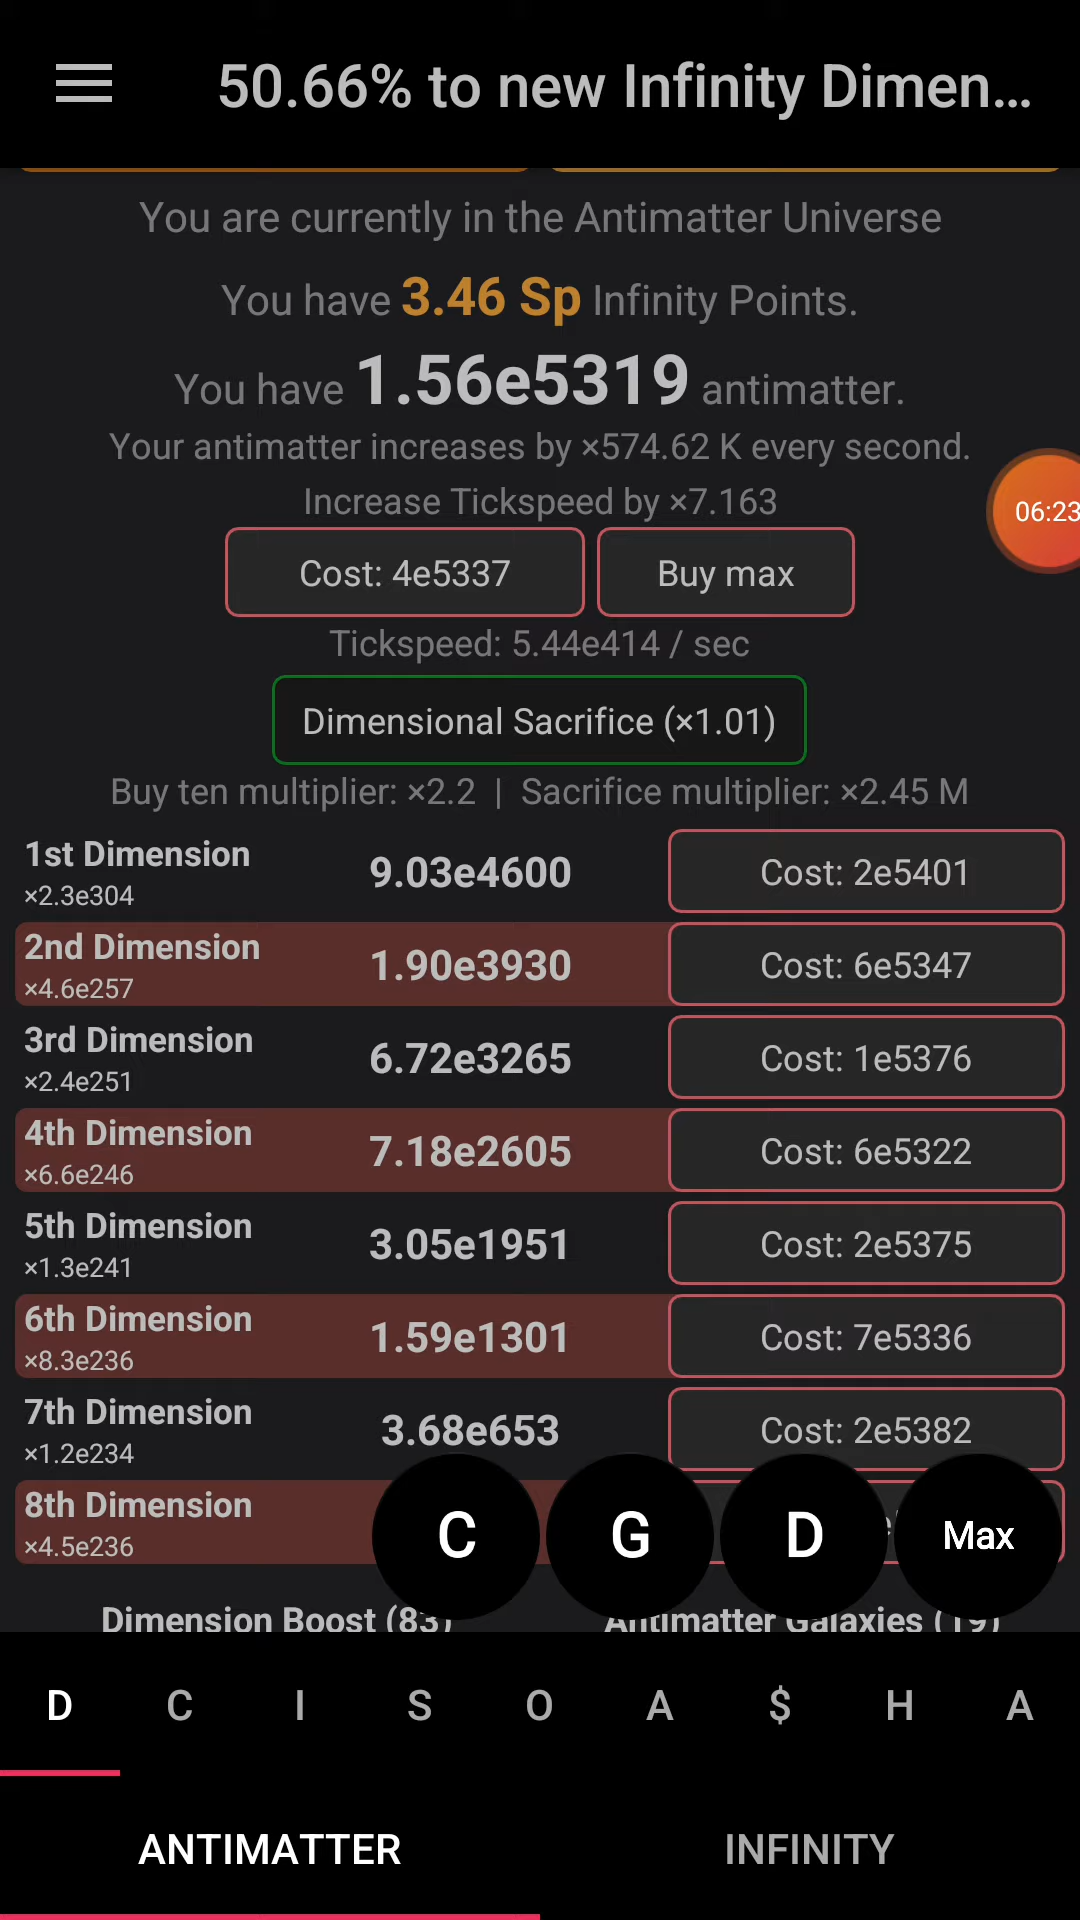 50.66% to new Infinity Dimen...
You are currently in the Antimatter Universe
You have 3.46 Sp Infinity Points.
You have 1.56e5319 antimatter.
Your antimatter increases by ×574.62 K every second.
Increase Tickspeed by ×7.163
06:23
Cost: 4e5337 Buy max
Tickspeed: 5.44e414 / sec
Dimensional Sacrifice (×1.01)
Buy ten multiplier: ×2.2 | Sacrifice multiplier: ×2.45 M
1st Dimension 9.03e4600 Cost: 2e5401
×2.3e304
2nd Dimension 1.90e3930 Cost: 6e5347
×4.6e257
3rd Dimension 6.72e3265 Cost: 1e5376
×2.4e251
4th Dimension 7.18e2605 Cost: 6e5322
×6.6e246
5th Dimension 3.05e1951 Cost: 2e5375
×1.3e241
6th Dimension 1.59e1301 Cost: 7e5336
×8.3e236
7th Dimension 3.68e653 Cost: 2e5382
×1.2e234
8th Dimension
×4.5e236
C G D Max
Dimension Boost (83) Antimatter Galaxies (19)
D C I S O A $ H A
ANTIMATTER INFINITY